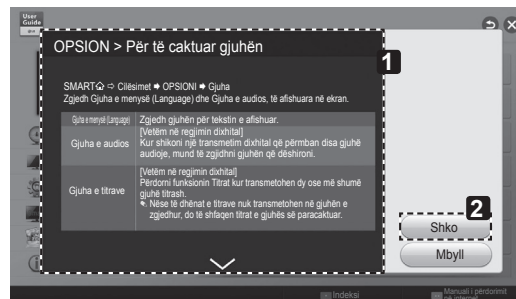 User
Guide
OPSION > Për të caktuar gjuhën
1
SMART ⇨ Cilësimet ➡ OPSIONI ➡ Gjuha
Zgjedh Gjuha e menysë (Language) dhe Gjuha e audios, të afishuara në ekran.
Gjuha e menysë (Language) Zgjedh gjuhën për tekstin e afishuar.
[Vetëm në regjimin dixhital]
Gjuha e audios Kur shikoni një transmetim dixhital që përmban disa gjuhë
audioje, mund të zgjidhni gjuhën që dëshironi.
[Vetëm në regjimin dixhital]
Përdorni funksionin Titrat kur transmetohen dy ose më shumë
Gjuha e titrave gjuhë titrash.
Nëse të dhënat e titrave nuk transmetohen në gjuhën e
zgjedhur, do të shfaqen titrat e gjuhës së paracaktuar.
2
Shko
Mbyll
Indeksi
Manuali i përdorimit
në internet